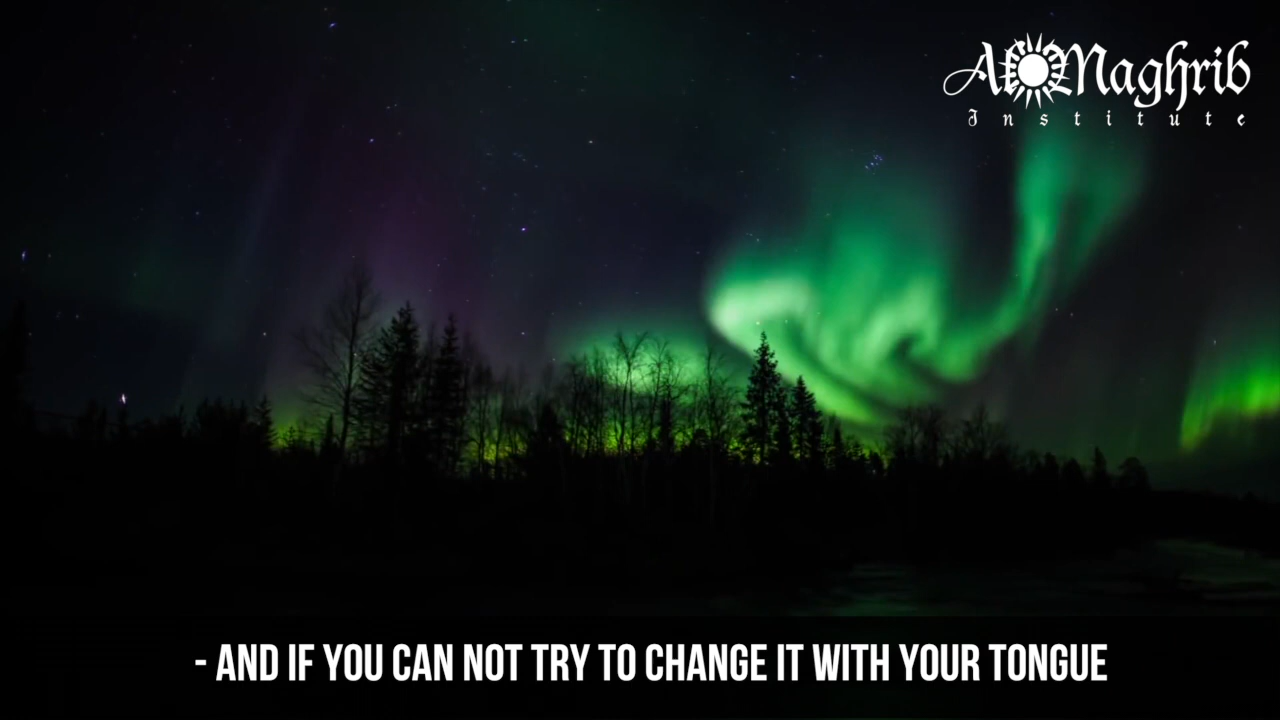 AlMaghrib
Institute
- AND IF YOU CAN NOT TRY TO CHANGE IT WITH YOUR TONGUE